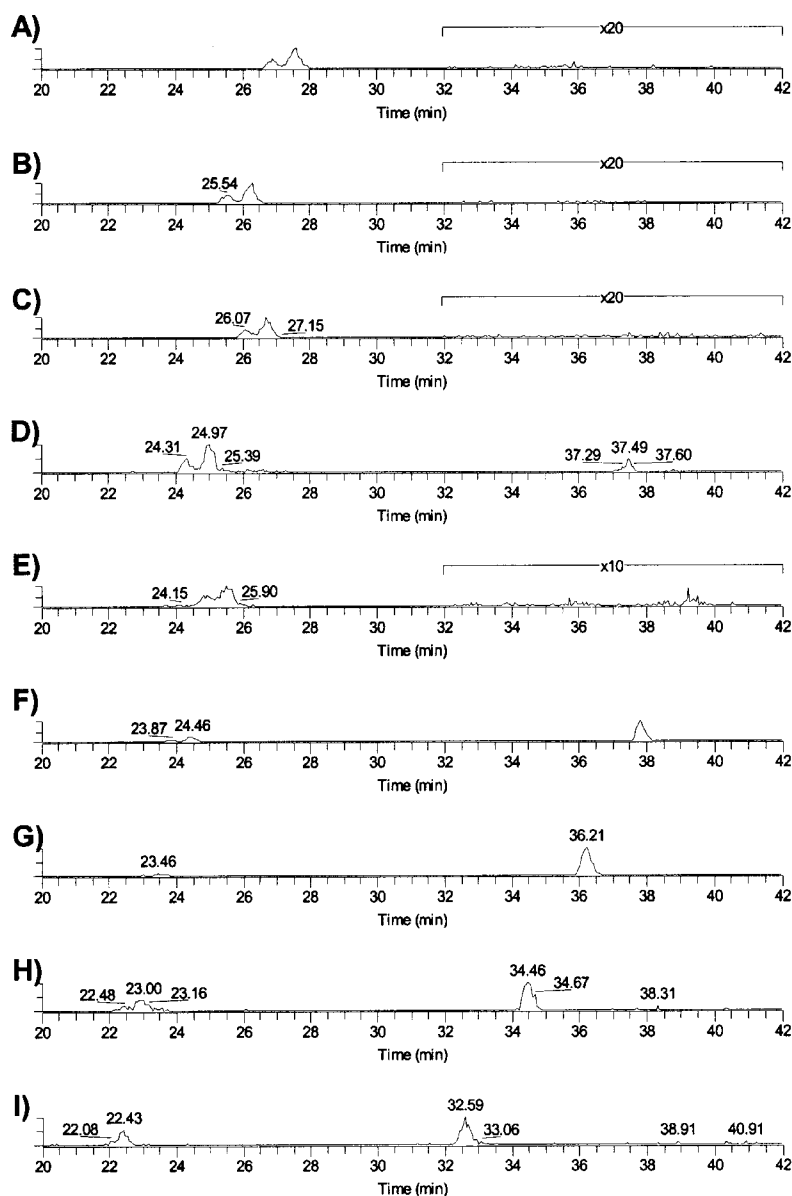 A)
x20
20 22 24 26 28 30 32 34 36 38 40 42
Time (min)
B)
25.54
x20
20 22 24 26 28 30 32 34 36 38 40 42
Time (min)
C)
26.07 27.15
x20
20 22 24 26 28 30 32 34 36 38 40 42
Time (min)
D)
24.31 24.97 25.39 37.29 37.49 37.60
20 22 24 26 28 30 32 34 36 38 40 42
Time (min)
E)
24.15 25.90
x10
20 22 24 26 28 30 32 34 36 38 40 42
Time (min)
F)
23.87 24.46
20 22 24 26 28 30 32 34 36 38 40 42
Time (min)
G)
23.46 36.21
20 22 24 26 28 30 32 34 36 38 40 42
Time (min)
H)
22.48 23.00 23.16 34.46 34.67 38.31
20 22 24 26 28 30 32 34 36 38 40 42
Time (min)
I)
22.08 22.43 32.59 33.06 38.91 40.91
20 22 24 26 28 30 32 34 36 38 40 42
Time (min)